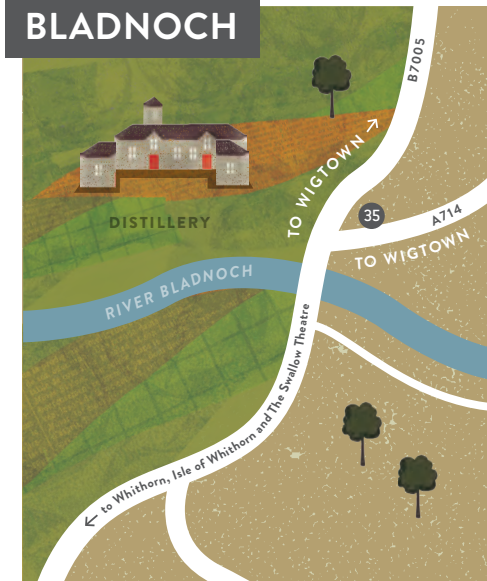 BLADNOCH
B7005
TO WIGTOWN ↗
35
A714
TO WIGTOWN
DISTILLERY
RIVER BLADNOCH
← to Whithorn, Isle of Whithorn and The Swallow Theatre